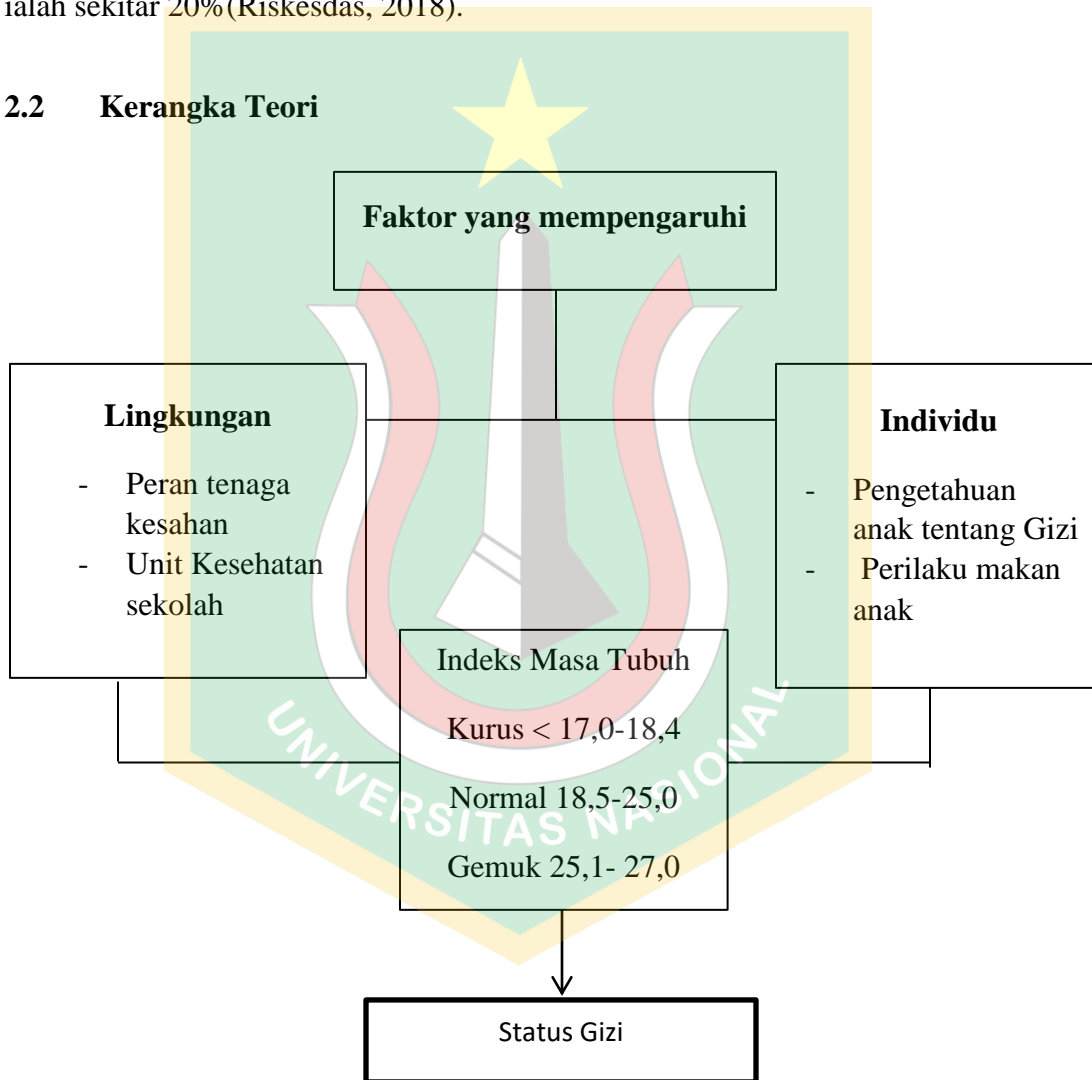 ialah sekitar 20%(Riskesdas, 2018).
2.2 Kerangka Teori
Faktor yang mempengaruhi
Lingkungan
- Peran tenaga
kesahan
- Unit Kesehatan
sekolah
Individu
- Pengetahuan
anak tentang Gizi
- Perilaku makan
anak
Indeks Masa Tubuh
Kurus < 17,0-18,4
Normal 18,5-25,0
Gemuk 25,1- 27,0
UNIVERSITAS NASIONAL
Status Gizi